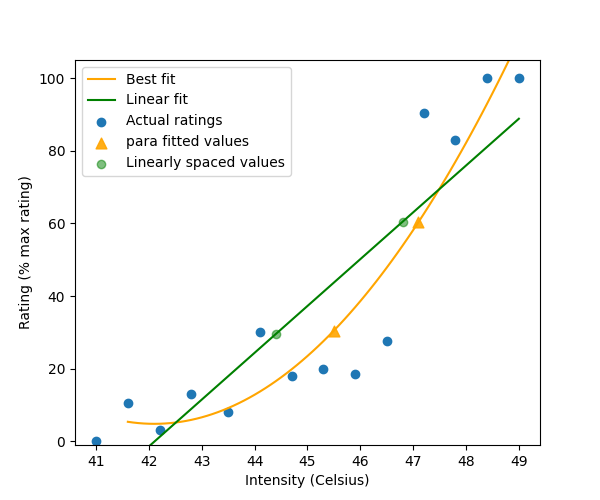 Best fit
Linear fit
Actual ratings
para fitted values
Linearly spaced values
100
80
60
40
20
0
Rating (% max rating)
41 42 43 44 45 46 47 48 49
Intensity (Celsius)